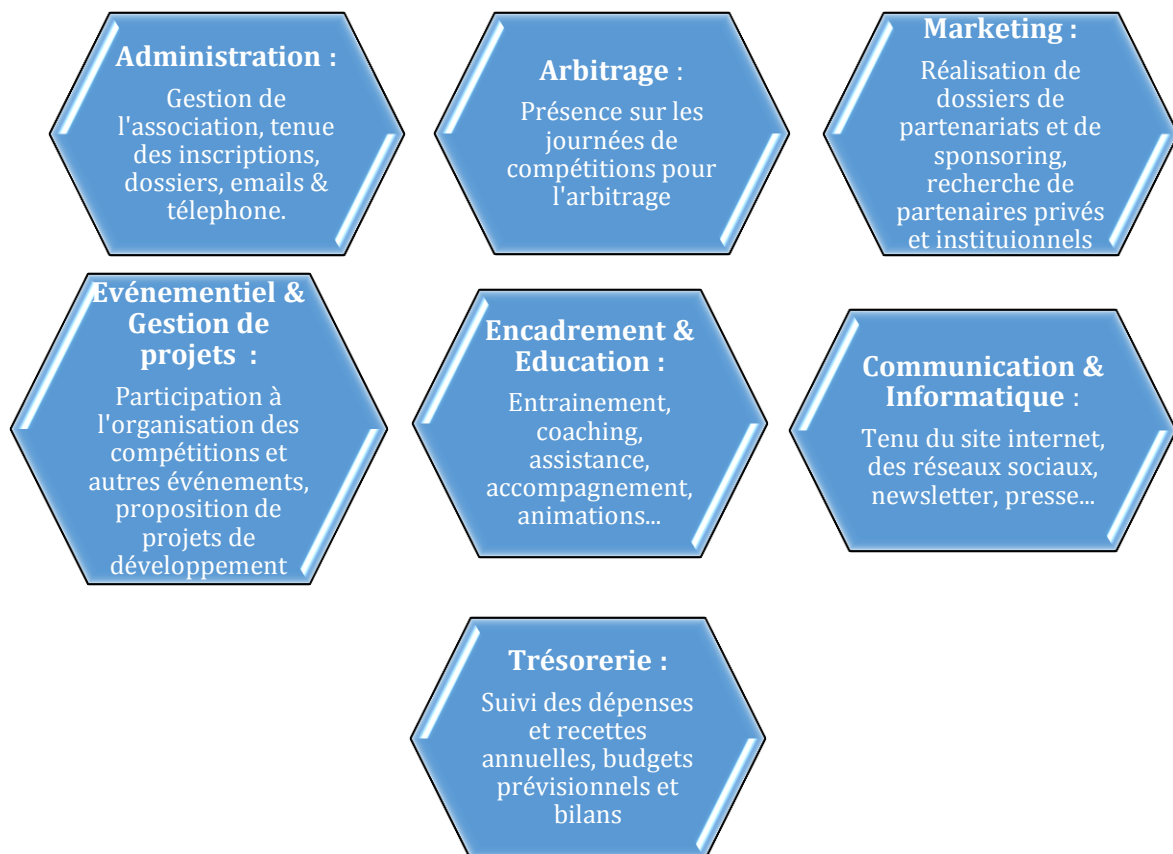 Administration :
Gestion de
l'association, tenue
des inscriptions,
dossiers, emails &
télephone.
Arbitrage :
Présence sur les
journées de
compétitions pour
l'arbitrage
Marketing :
Réalisation de
dossiers de
partenariats et de
sponsoring,
recherche de
partenaires privés
et instituionnels
Evénementiel &
Gestion de
projets :
Participation à
l'organisation des
compétitions et
autres événements,
proposition de
projets de
développement
Encadrement &
Education :
Entrainement,
coaching,
assistance,
accompagnement,
animations...
Communication &
Informatique :
Tenu du site internet,
des réseaux sociaux,
newsletter, presse...
Trésorerie :
Suivi des dépenses
et recettes
annuelles, budgets
prévisionnels et
bilans